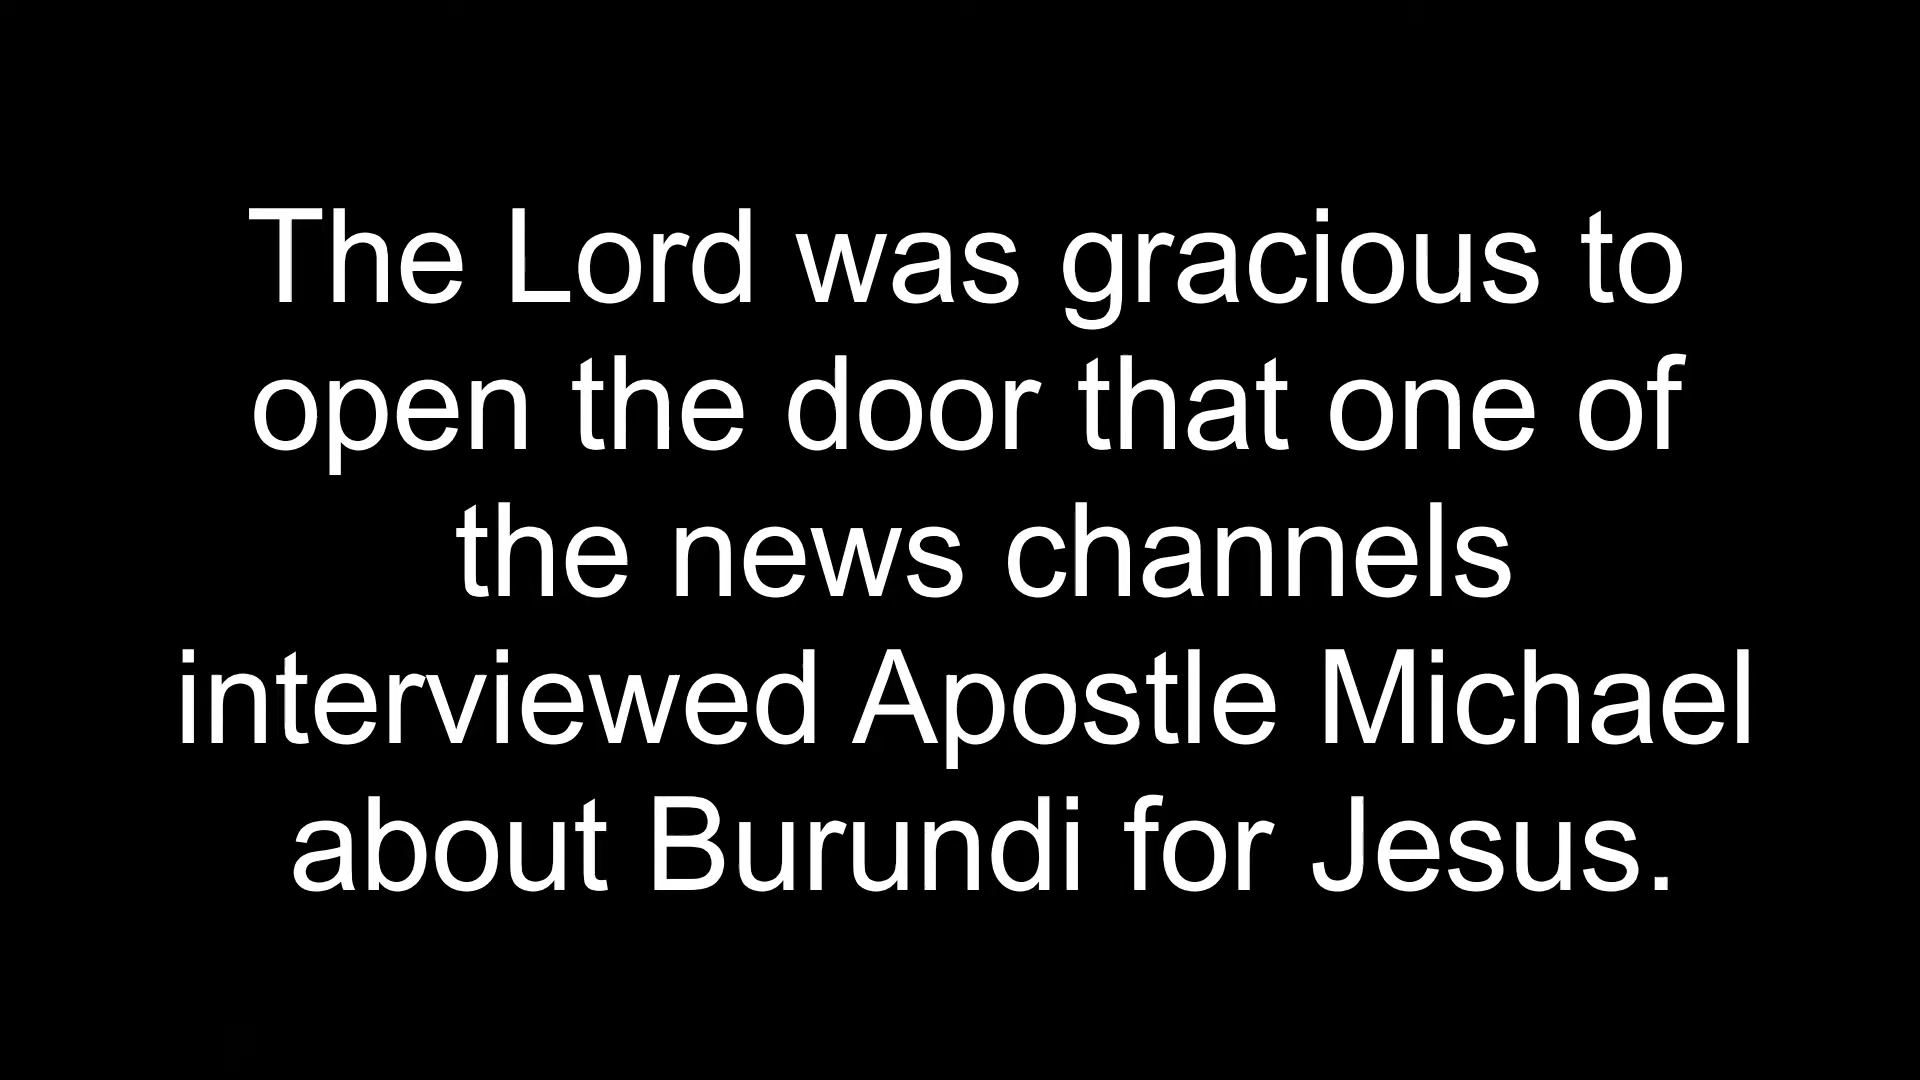 The Lord was gracious to
open the door that one of
the news channels
interviewed Apostle Michael
about Burundi for Jesus.